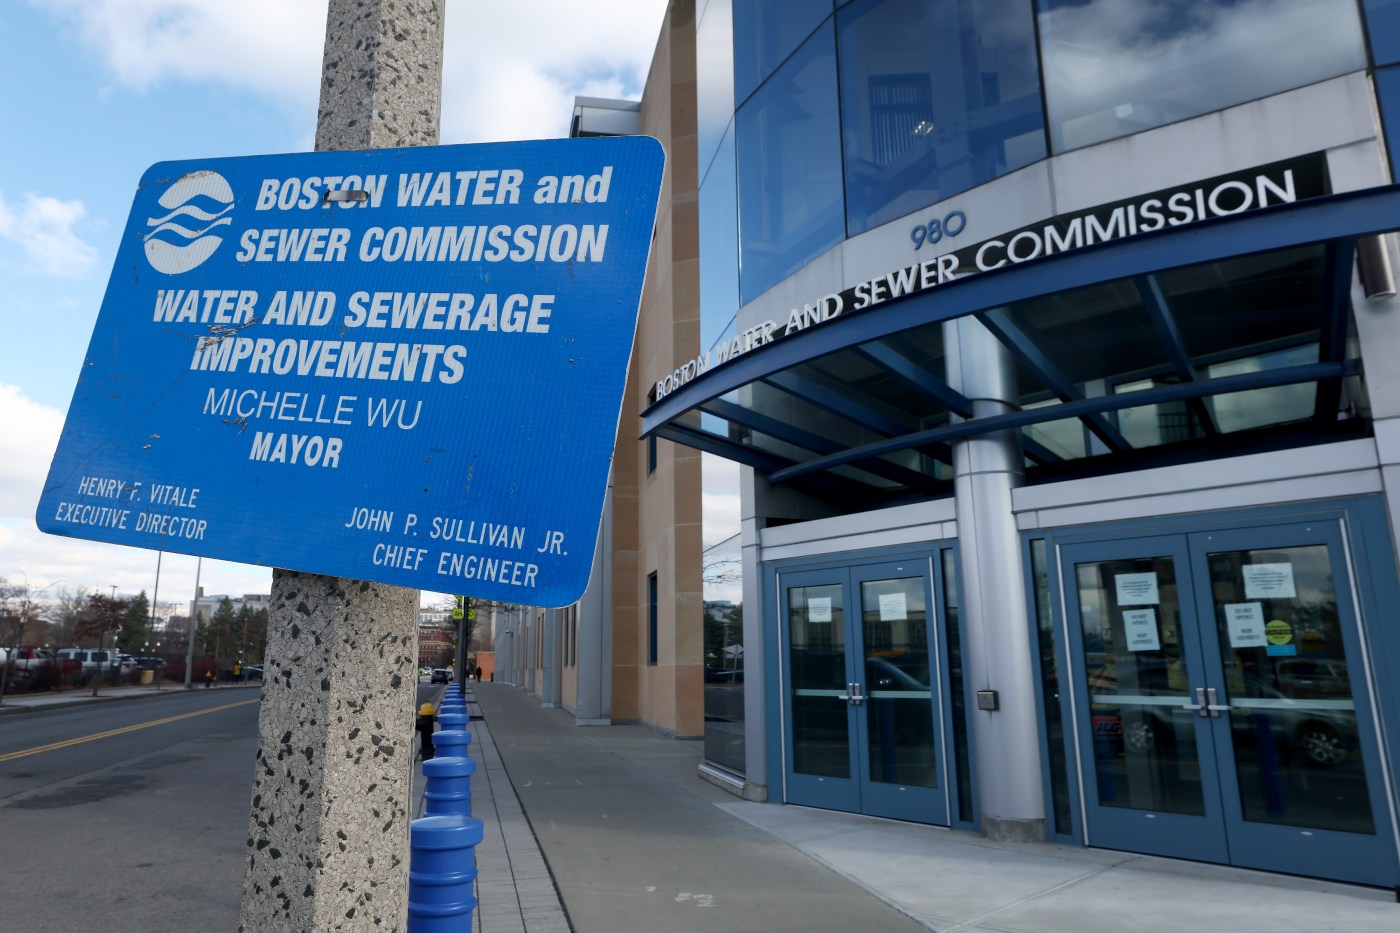 BOSTON WATER and
SEWER COMMISSION
WATER AND SEWERAGE
IMPROVEMENTS
MICHELLE WU
MAYOR
HENRY F. VITALE
EXECUTIVE DIRECTOR
JOHN P. SULLIVAN JR.
CHIEF ENGINEER
980
BOSTON WATER AND SEWER COMMISSION
JLG